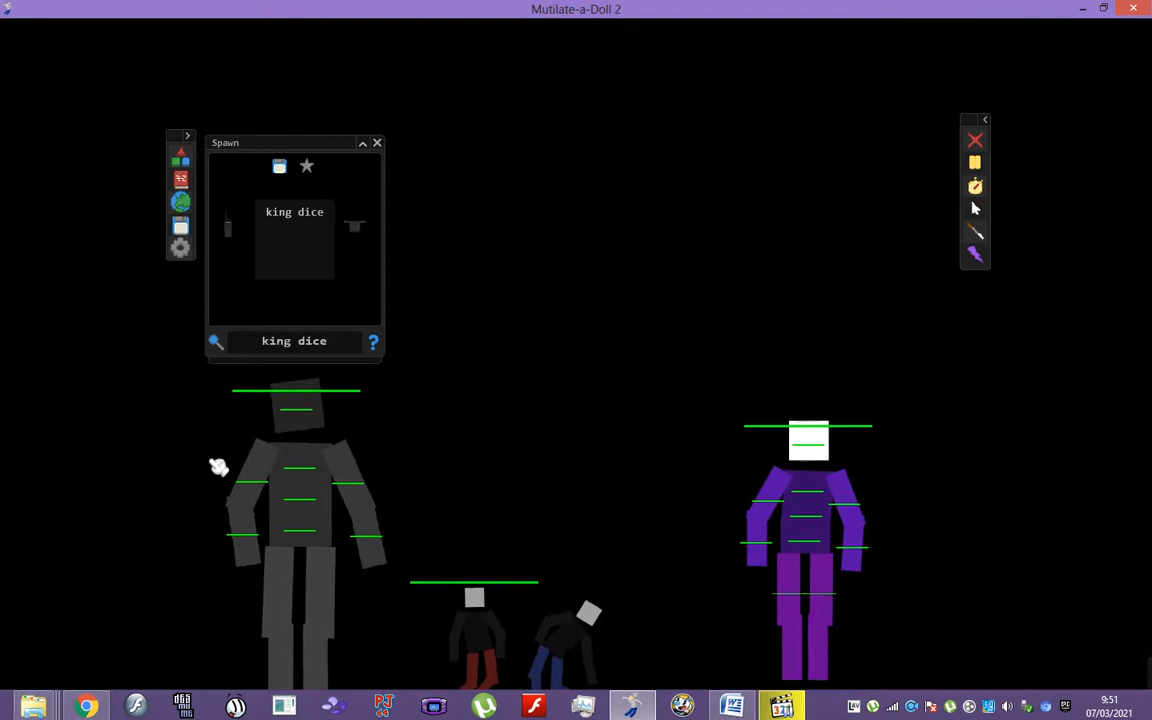 Mutilate-a-Doll 2
Spawn
king dice
king dice
9:51
07/03/2021